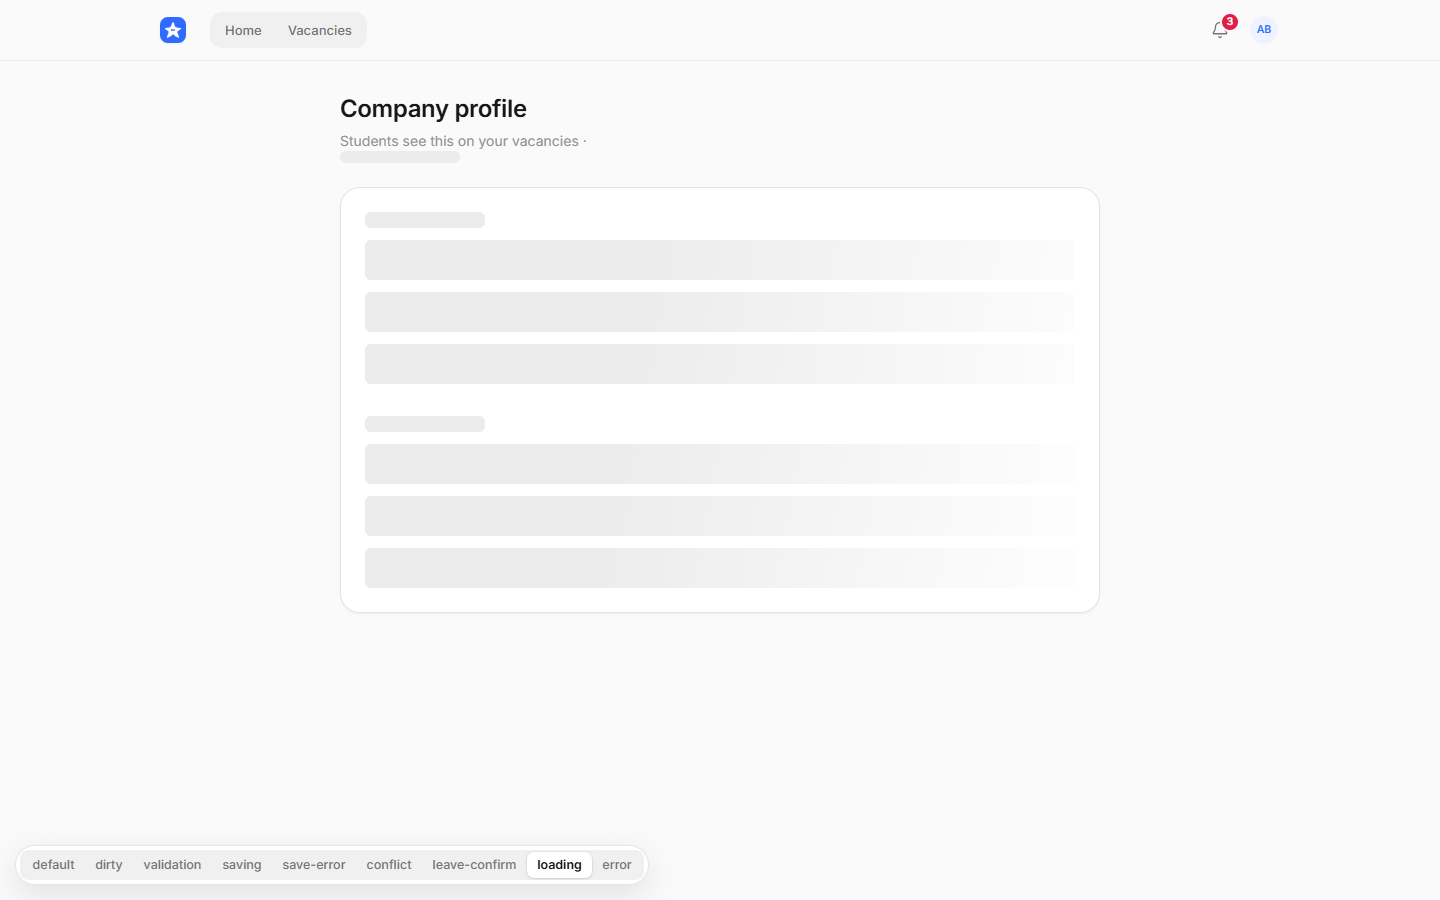 Home Vacancies 3 AB
Company profile
Students see this on your vacancies ·
default dirty validation saving save-error conflict leave-confirm loading error